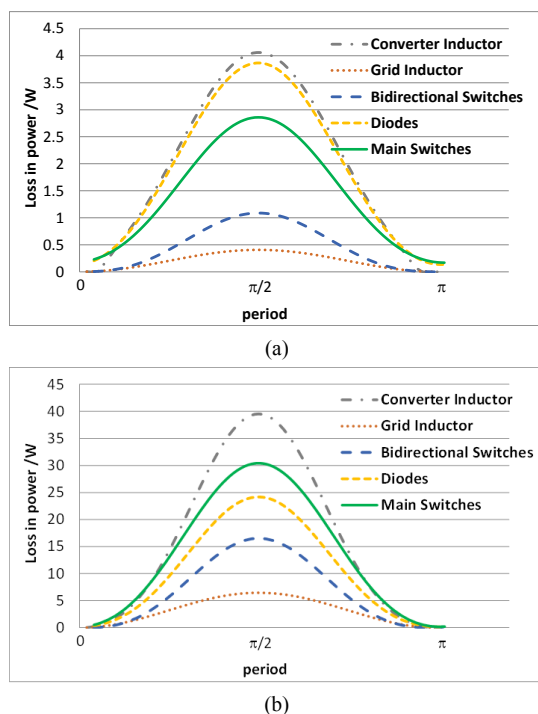 4.5
4
3.5
3
2.5
2
1.5
1
0.5
0
Loss in power /W
Converter Inductor
Grid Inductor
Bidirectional Switches
Diodes
Main Switches
0
π/2
π
period
(a)
45
40
35
30
25
20
15
10
5
0
Loss in power /W
Converter Inductor
Grid Inductor
Bidirectional Switches
Diodes
Main Switches
0
π/2
π
period
(b)